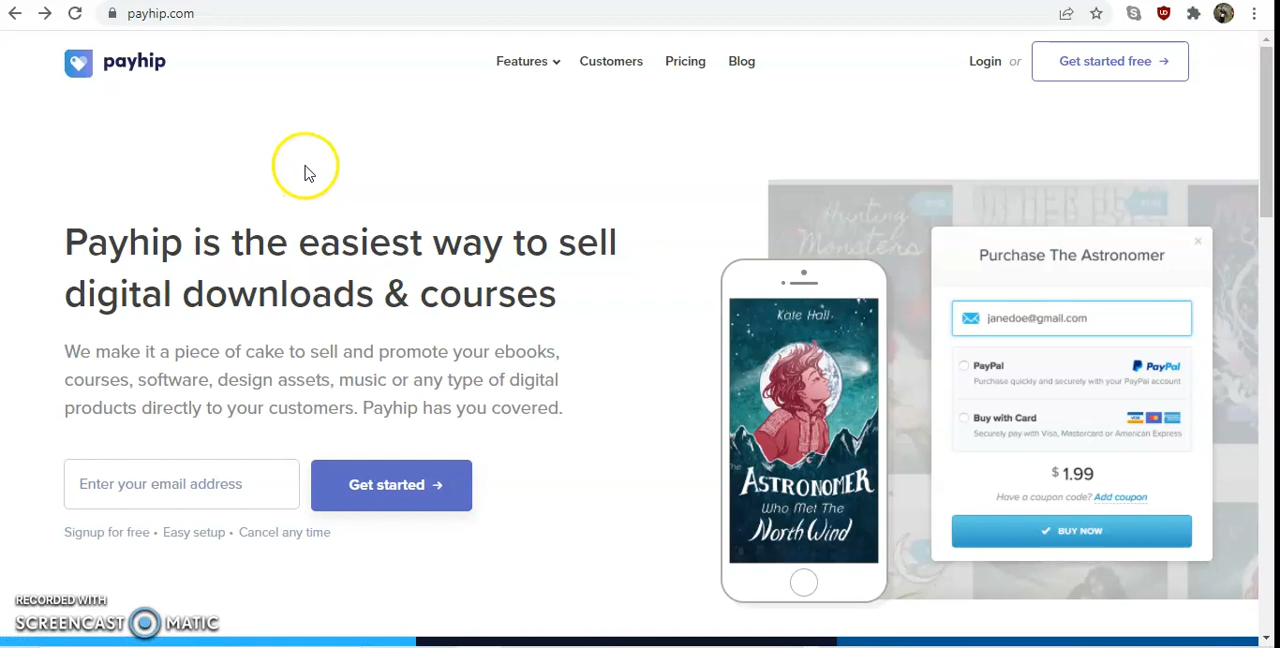 payhip.com
payhip
Features
Customers
Pricing
Blog
Login or
Get started free →
Payhip is the easiest way to sell
digital downloads & courses
We make it a piece of cake to sell and promote your ebooks,
courses, software, design assets, music or any type of digital
products directly to your customers. Payhip has you covered.
Enter your email address
Get started →
Signup for free • Easy setup • Cancel any time
Hunting
Monsters
Kate Hall
The
ASTRONOMER
Who Met The
North Wind
Purchase The Astronomer
×
janedoe@gmail.com
PayPal
PayPal
Purchase quickly and securely with your PayPal account
Buy with Card
VISA
Securely pay with Visa, Mastercard or American Express
$ 1.99
Have a coupon code? Add coupon
BUY NOW
RECORDED WITH
SCREENCAST MATIC